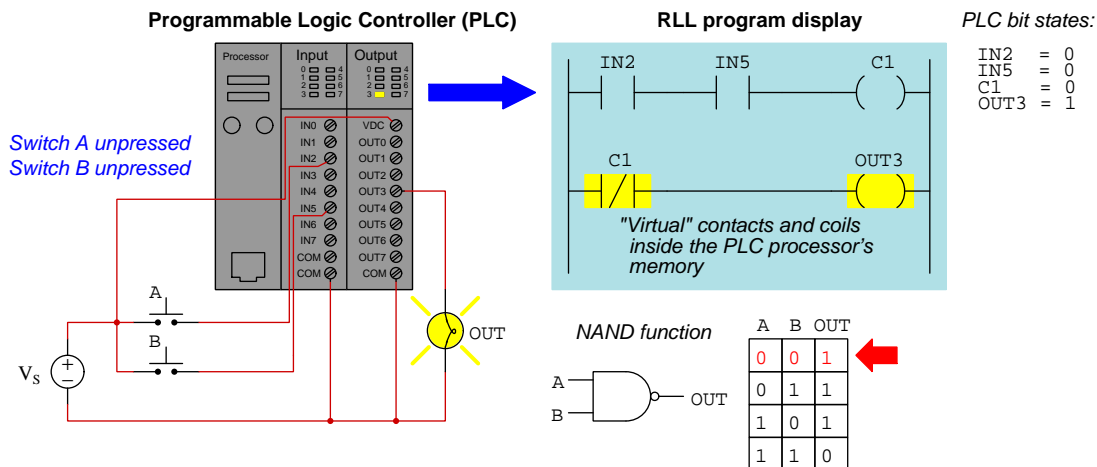 Programmable Logic Controller (PLC)
RLL program display
PLC bit states:
IN2 = 0
IN5 = 0
C1 = 0
OUT3 = 1
Processor
Input
Output
0 4
1 5
2 6
3 7
0 4
1 5
2 6
3 7
IN0
IN1
IN2
IN3
IN4
IN5
IN6
IN7
COM
COM
VDC
OUT0
OUT1
OUT2
OUT3
OUT4
OUT5
OUT6
OUT7
COM
Switch A unpressed
Switch B unpressed
A
B
VS
+
−
OUT
IN2 IN5 C1
C1 OUT3
"Virtual" contacts and coils
inside the PLC processor's
memory
NAND function
A
B
OUT
A B OUT
0 0 1
0 1 1
1 0 1
1 1 0